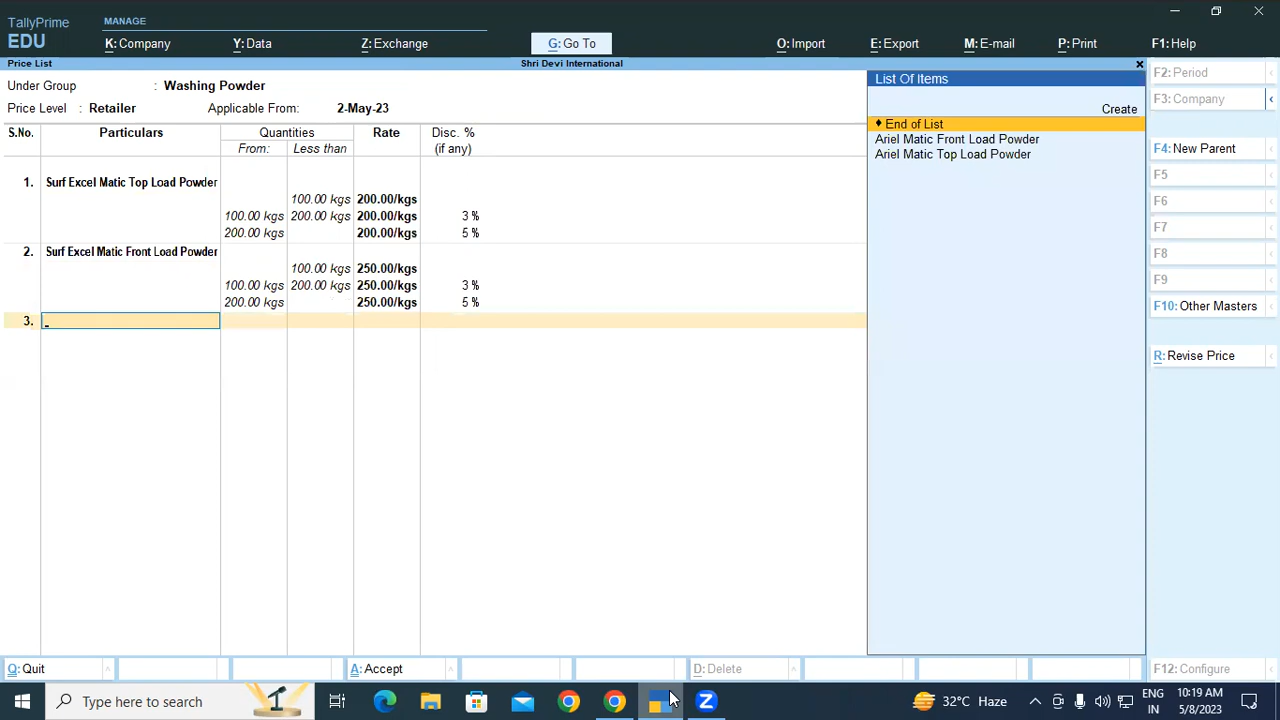 TallyPrime
EDU
MANAGE
K: Company
Y: Data
Z: Exchange
G: Go To
O: Import
E: Export
M: E-mail
P: Print
F1: Help
Price List
Shri Devi International
Under Group : Washing Powder
Price Level : Retailer Applicable From: 2-May-23
S.No. Particulars Quantities Rate Disc. %
From: Less than (if any)
1. Surf Excel Matic Top Load Powder
100.00 kgs 200.00/kgs
100.00 kgs 200.00 kgs 200.00/kgs 3 %
200.00 kgs 200.00/kgs 5 %
2. Surf Excel Matic Front Load Powder
100.00 kgs 250.00/kgs
100.00 kgs 200.00 kgs 250.00/kgs 3 %
200.00 kgs 250.00/kgs 5 %
3.
List Of Items
Create
♦ End of List
Ariel Matic Front Load Powder
Ariel Matic Top Load Powder
F2: Period
F3: Company
F4: New Parent
F5
F6
F7
F8
F9
F10: Other Masters
R: Revise Price
Q: Quit
A: Accept
D: Delete
F12: Configure
Type here to search
32°C Haze
ENG
IN
10:19 AM
5/8/2023